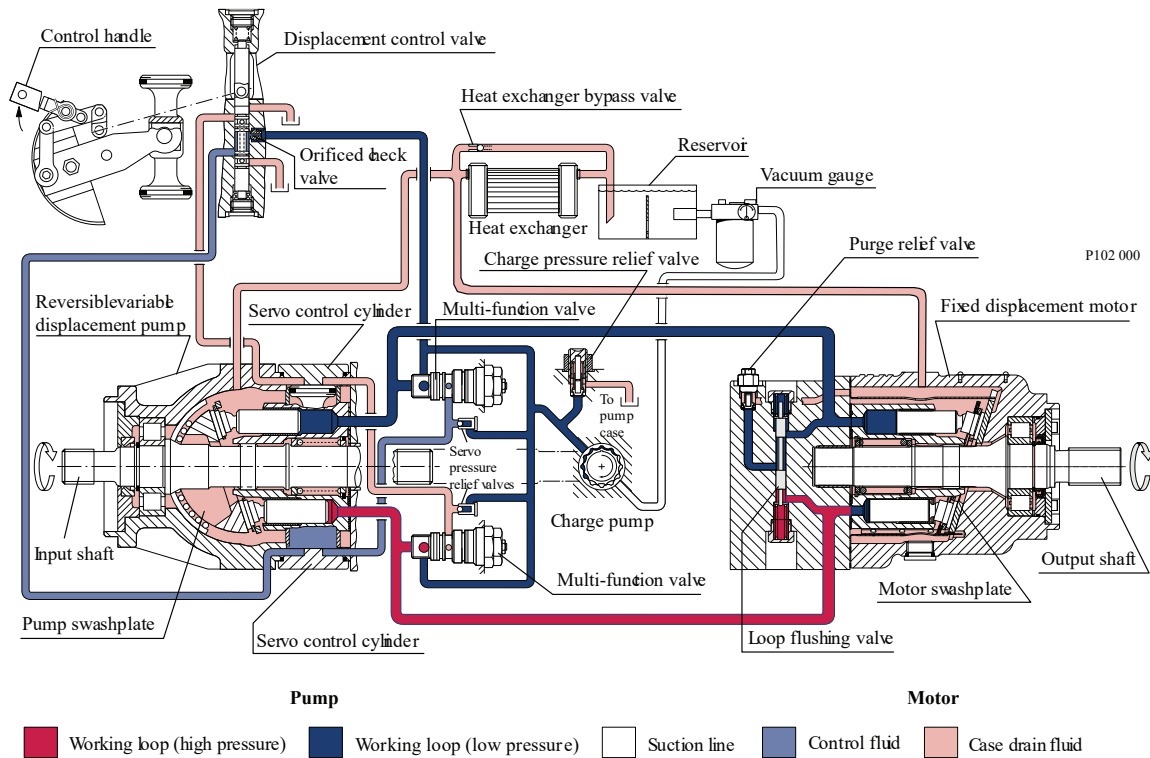 Control handle
Displacement control valve
Heat exchanger bypass valve
Reservoir
Orificed check
valve
Vacuum gauge
Heat exchanger
Charge pressure relief valve
Purge relief valve
P102 000
Reversible variable
displacement pump
Servo control cylinder
Multi-function valve
Fixed displacement motor
To
pump
case
Servo
pressure
relief valves
Charge pump
Input shaft
Multi-function valve
Output shaft
Motor swashplate
Pump swashplate
Servo control cylinder
Loop flushing valve
Pump
Motor
Working loop (high pressure)
Working loop (low pressure)
Suction line
Control fluid
Case drain fluid